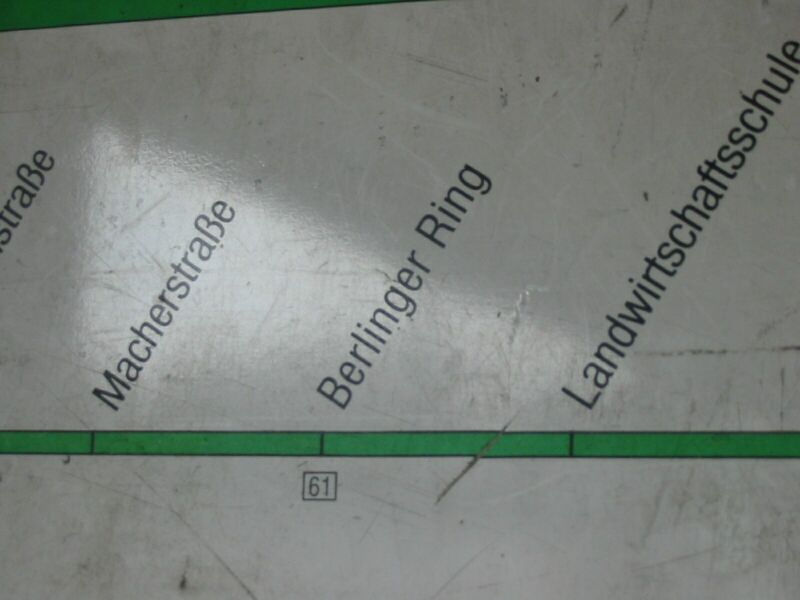 Macherstraße
Berlinger Ring
Landwirtschaftsschule
61